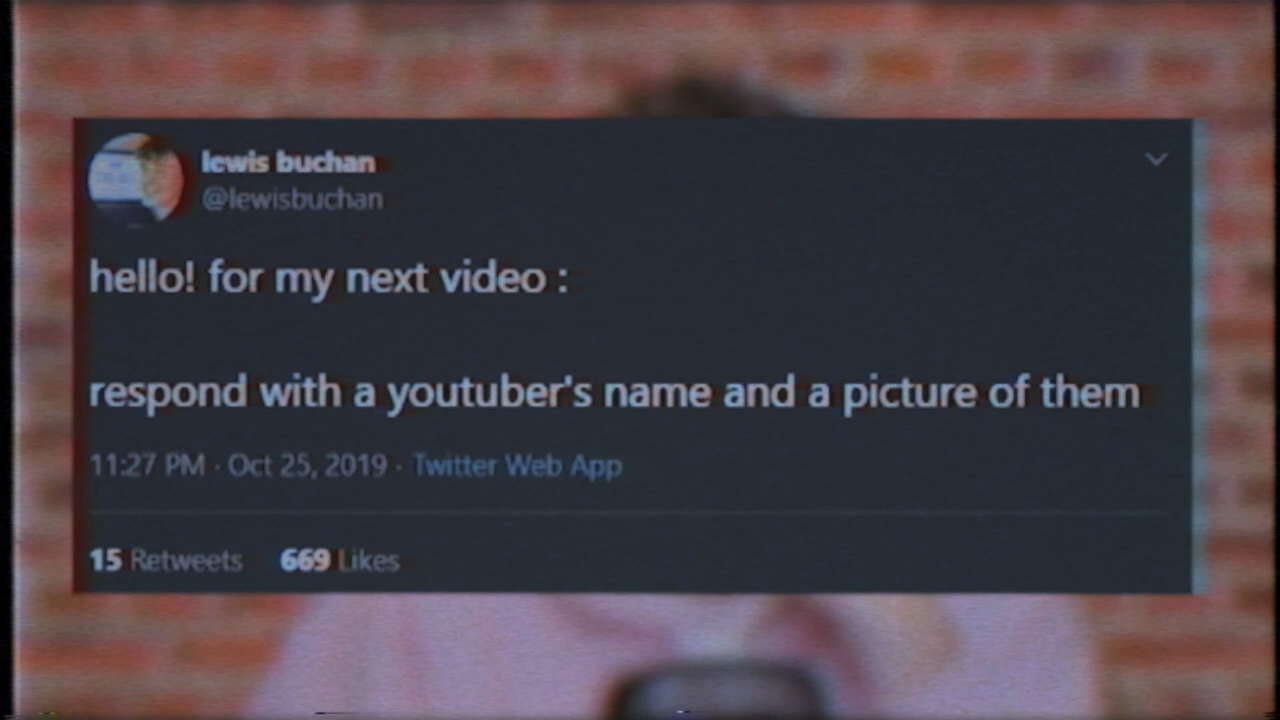 lewis buchan
@lewisbuchan
hello! for my next video :
respond with a youtuber's name and a picture of them
11:27 PM · Oct 25, 2019 · Twitter Web App
15 Retweets 669 Likes